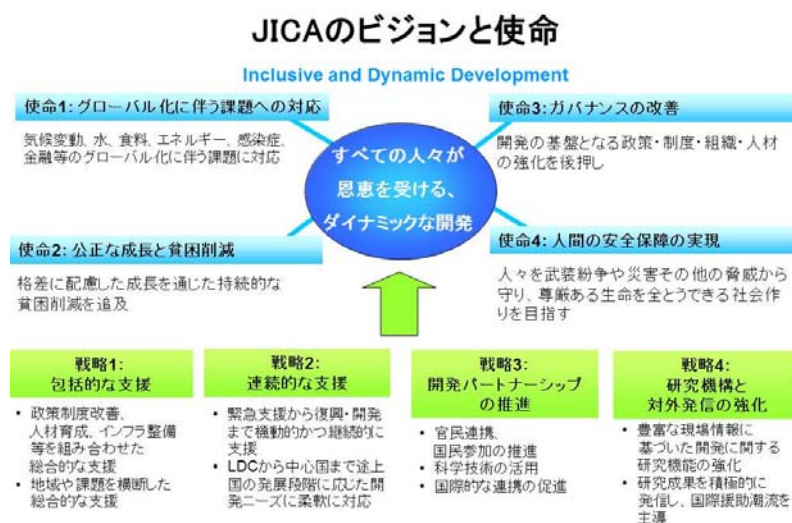 JICAのビジョンと使命
Inclusive and Dynamic Development
使命1:グローバル化に伴う課題への対応
気候変動、水、食料、エネルギー、感染症、
金融等のグローバル化に伴う課題に対応
使命3:ガバナンスの改善
開発の基盤となる政策・制度・組織・人材
の強化を後押し
すべての人々が
恩恵を受ける、
ダイナミックな開発
使命2:公正な成長と貧困削減
格差に配慮した成長を通じた持続的な
貧困削減を追及
使命4:人間の安全保障の実現
人々を武装紛争や災害その他の脅威から
守り、尊厳ある生命を全とうできる社会作
りを目指す
戦略1:
包括的な支援
• 政策制度改善、
人材育成、インフラ整備
等を組み合わせた
総合的な支援
• 地域や課題を横断した
総合的な支援
戦略2:
連続的な支援
• 緊急支援から復興・開発
まで機動的かつ継続的に
支援
• LDCから中心国まで途上
国の発展段階に応じた
開発ニーズに柔軟に対応
戦略3:
開発パートナーシップ
の推進
• 官民連携、
国民参加の推進
• 科学技術の活用
• 国際的な連携の促進
戦略4:
研究機構と
対外発信の強化
• 豊富な現場情報に
基づいた開発に関する
研究機能の強化
• 研究成果を積極的に
発信し、国際援助潮流を
主導